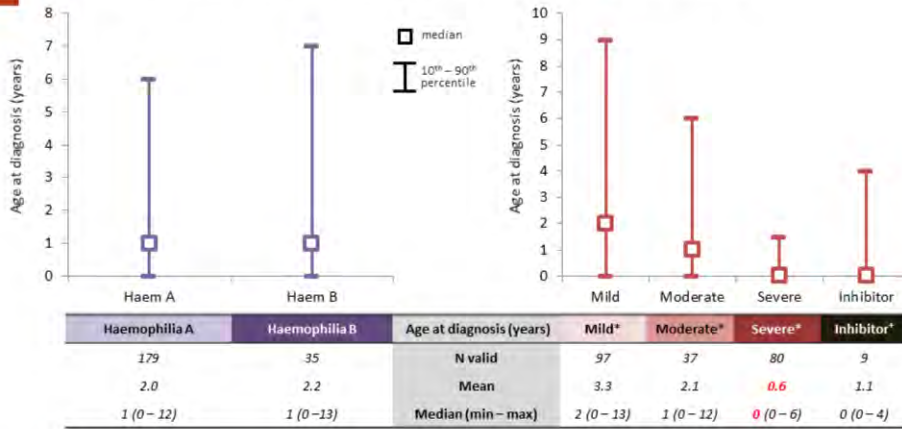 Age at diagnosis (years)
8
7
6
5
4
3
2
1
0
Haem A Haem B
median
10th – 90th
percentile
Age at diagnosis (years)
10
9
8
7
6
5
4
3
2
1
0
Mild Moderate Severe Inhibitor
Haemophilia A Haemophilia B Age at diagnosis (years) Mild* Moderate* Severe* Inhibitor+
179 35 N valid 97 37 80 9
2.0 2.2 Mean 3.3 2.1 0.6 1.1
1 (0 – 12) 1 (0 –13) Median (min – max) 2 (0 – 13) 1 (0 – 12) 0 (0 – 6) 0 (0 – 4)